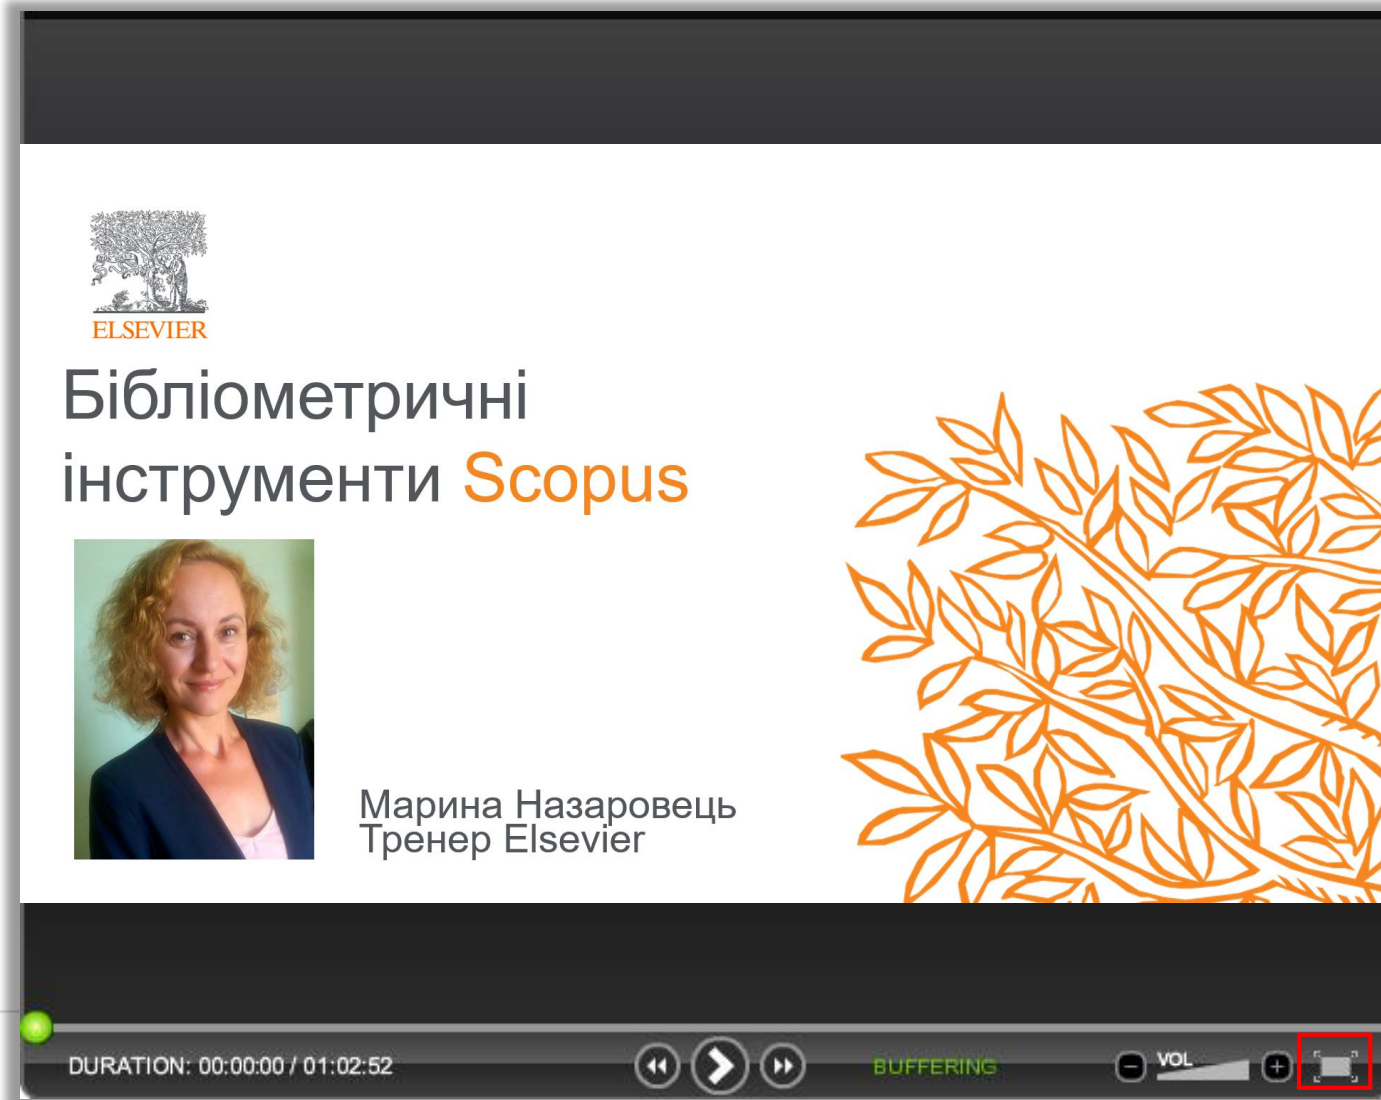 ELSEVIER
Бібліометричні
інструменти Scopus
Марина Назаровець
Тренер Elsevier
DURATION: 00:00:00 / 01:02:52
BUFFERING
VOL